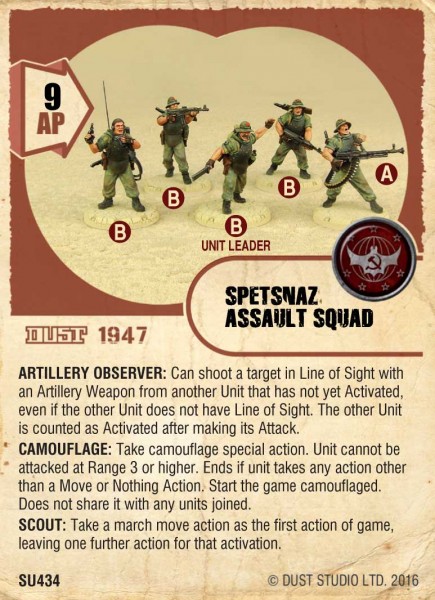 9
AP
A
B
B
B
B
UNIT LEADER
SPETSNAZ
ASSAULT SQUAD
DUST 1947
ARTILLERY OBSERVER: Can shoot a target in Line of Sight with
an Artillery Weapon from another Unit that has not yet Activated,
even if the other Unit does not have Line of Sight. The other Unit
is counted as Activated after making its Attack.
CAMOUFLAGE: Take camouflage special action. Unit cannot be
attacked at Range 3 or higher. Ends if unit takes any action other
than a Move or Nothing Action. Start the game camouflaged.
Does not share it with any units joined.
SCOUT: Take a march move action as the first action of game,
leaving one further action for that activation.
SU434 © DUST STUDIO LTD. 2016